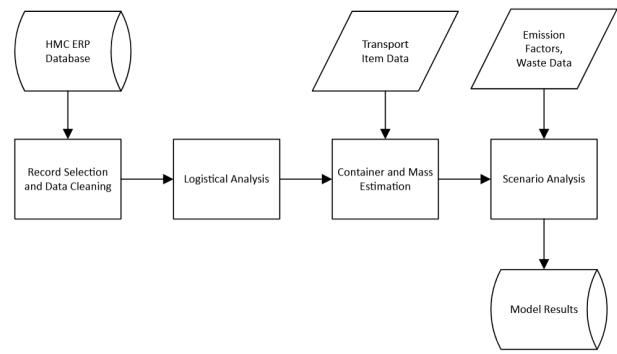 HMC ERP
Database
Transport
Item Data
Emission
Factors,
Waste Data
Record Selection
and Data Cleaning
Logistical Analysis
Container and Mass
Estimation
Scenario Analysis
Model Results